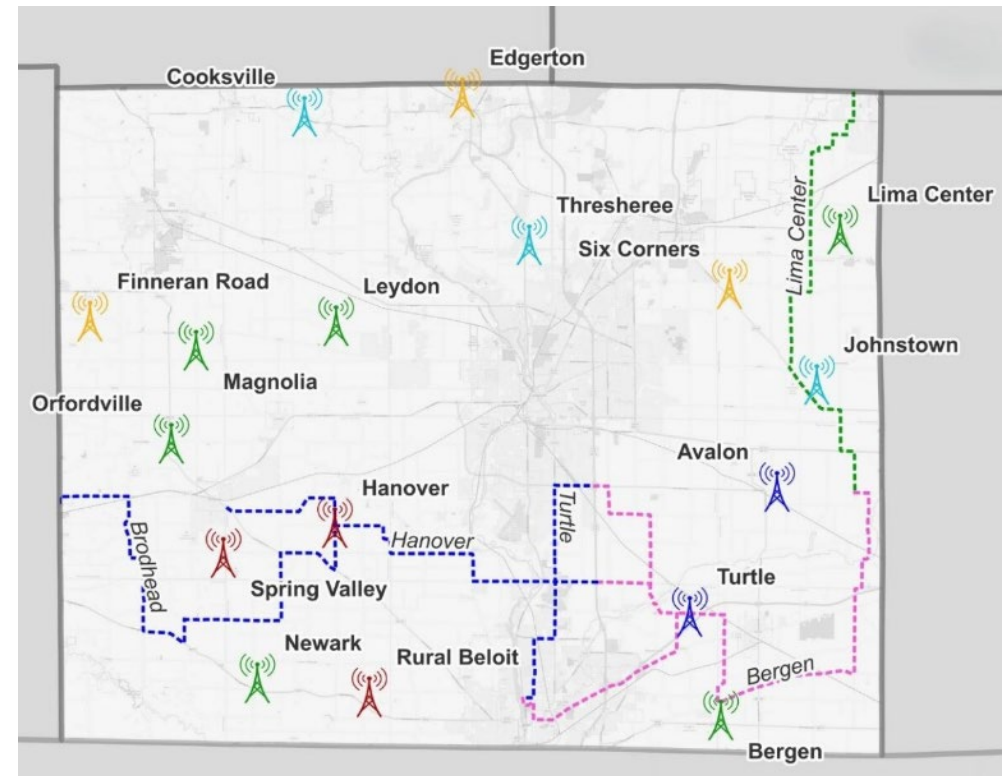 Edgerton
Cooksville
Lima Center
Lima Center
Thresheree
Six Corners
Finneran Road
Leydon
Johnstown
Magnolia
Orfordville
Avalon
Hanover
Turtle
Hanover
Brodhead
Turtle
Spring Valley
Newark
Rural Beloit
Bergen
Bergen